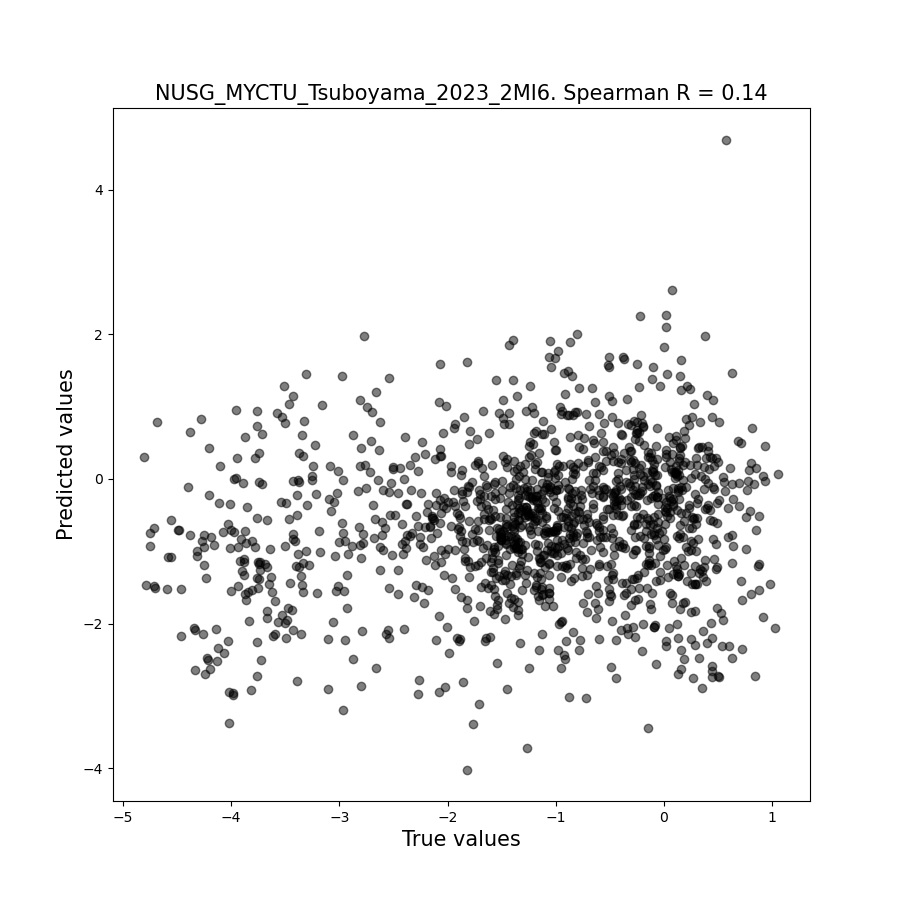 NUSG_MYCTU_Tsuboyama_2023_2MI6. Spearman R = 0.14
4
2
0
−2
−4
Predicted values
−5 −4 −3 −2 −1 0 1
True values